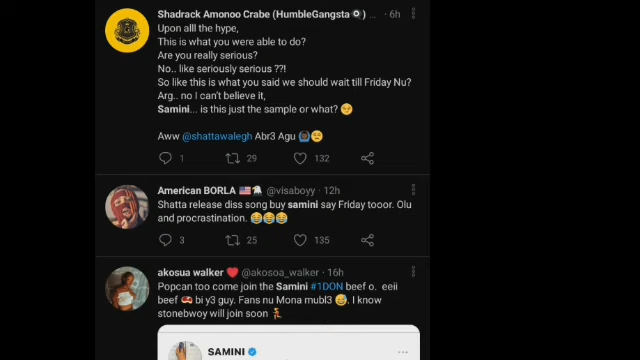 Shadrack Amonoo Crabe (HumbleGangsta ... · 6h
Upon alll the hype,
This is what you were able to do?
Are you really serious?
No.. like seriously serious ??!
So like this is what you said we should wait till Friday Nu?
Arg.. no I can't believe it,
Samini... is this just the sample or what? 🥺
Aww @shattawalegh Abr3 Agu 🙆🏿‍♂️☹️
1 29 132
American BORLA 🇺🇸🦅 @visaboyy · 12h
Shatta release diss song buy samini say Friday tooor. Olu
and procrastination. 😂😂😂
3 25 135
akosua walker ❤️ @akosoa_walker · 16h
Popcan too come join the Samini #1DON beef o. eeii
beef 🥩 bi y3 guy. Fans nu Mona mubl3 😅. I know
stonebwoy will join soon 💃
SAMINI